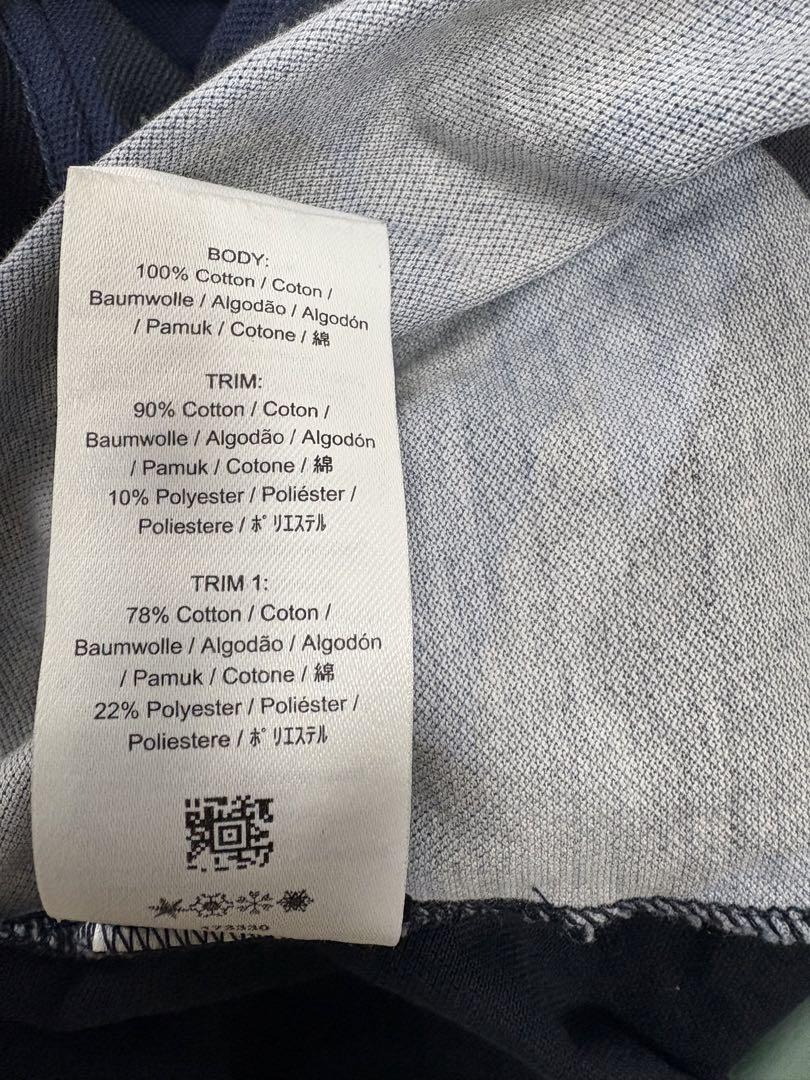 BODY:
100% Cotton / Coton /
Baumwolle / Algodão / Algodón
/ Pamuk / Cotone / 綿
TRIM:
90% Cotton / Coton /
Baumwolle / Algodão / Algodón
/ Pamuk / Cotone / 綿
10% Polyester / Poliéster /
Poliestere / ﾎﾟﾘｴｽﾃﾙ
TRIM 1:
78% Cotton / Coton /
Baumwolle / Algodão / Algodón
/ Pamuk / Cotone / 綿
22% Polyester / Poliéster /
Poliestere / ﾎﾟﾘｴｽﾃﾙ